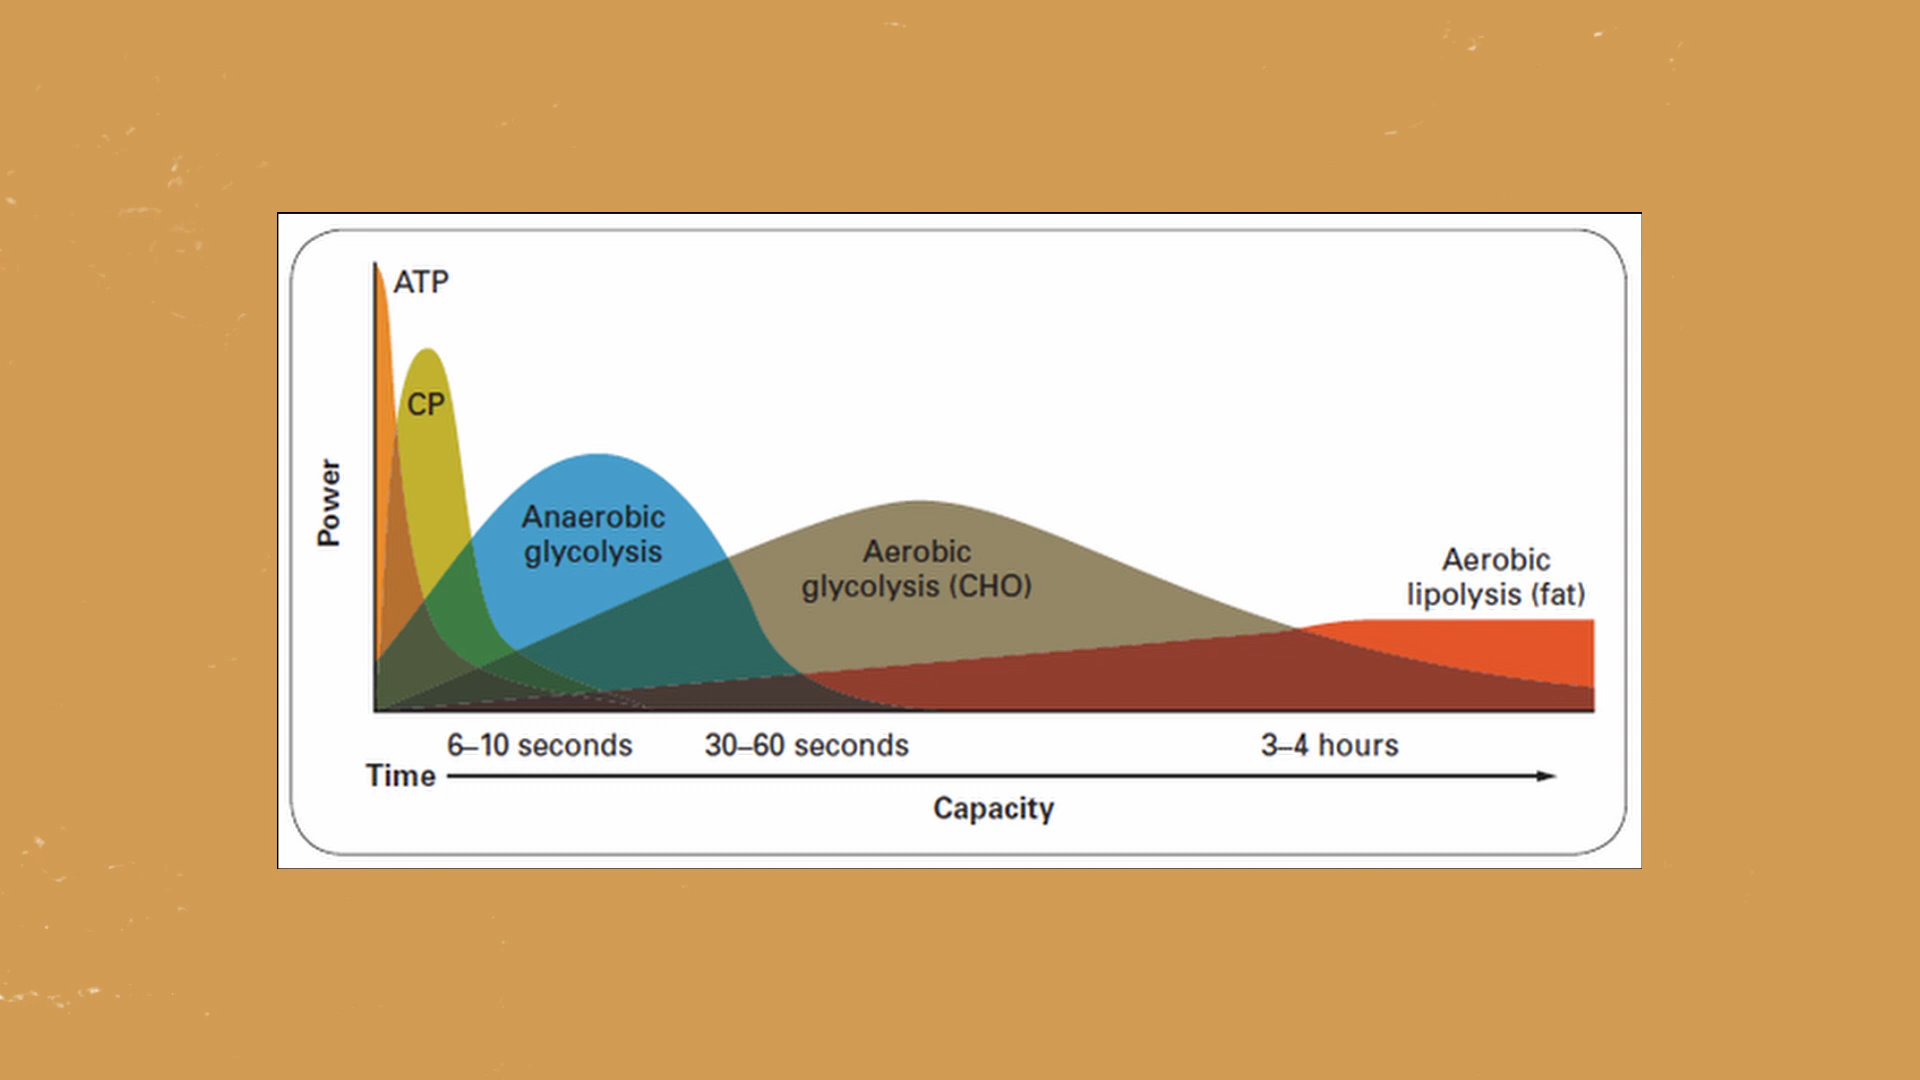 ATP
CP
Power
Anaerobic
glycolysis
Aerobic
glycolysis (CHO)
Aerobic
lipolysis (fat)
6–10 seconds
30–60 seconds
3–4 hours
Time
Capacity